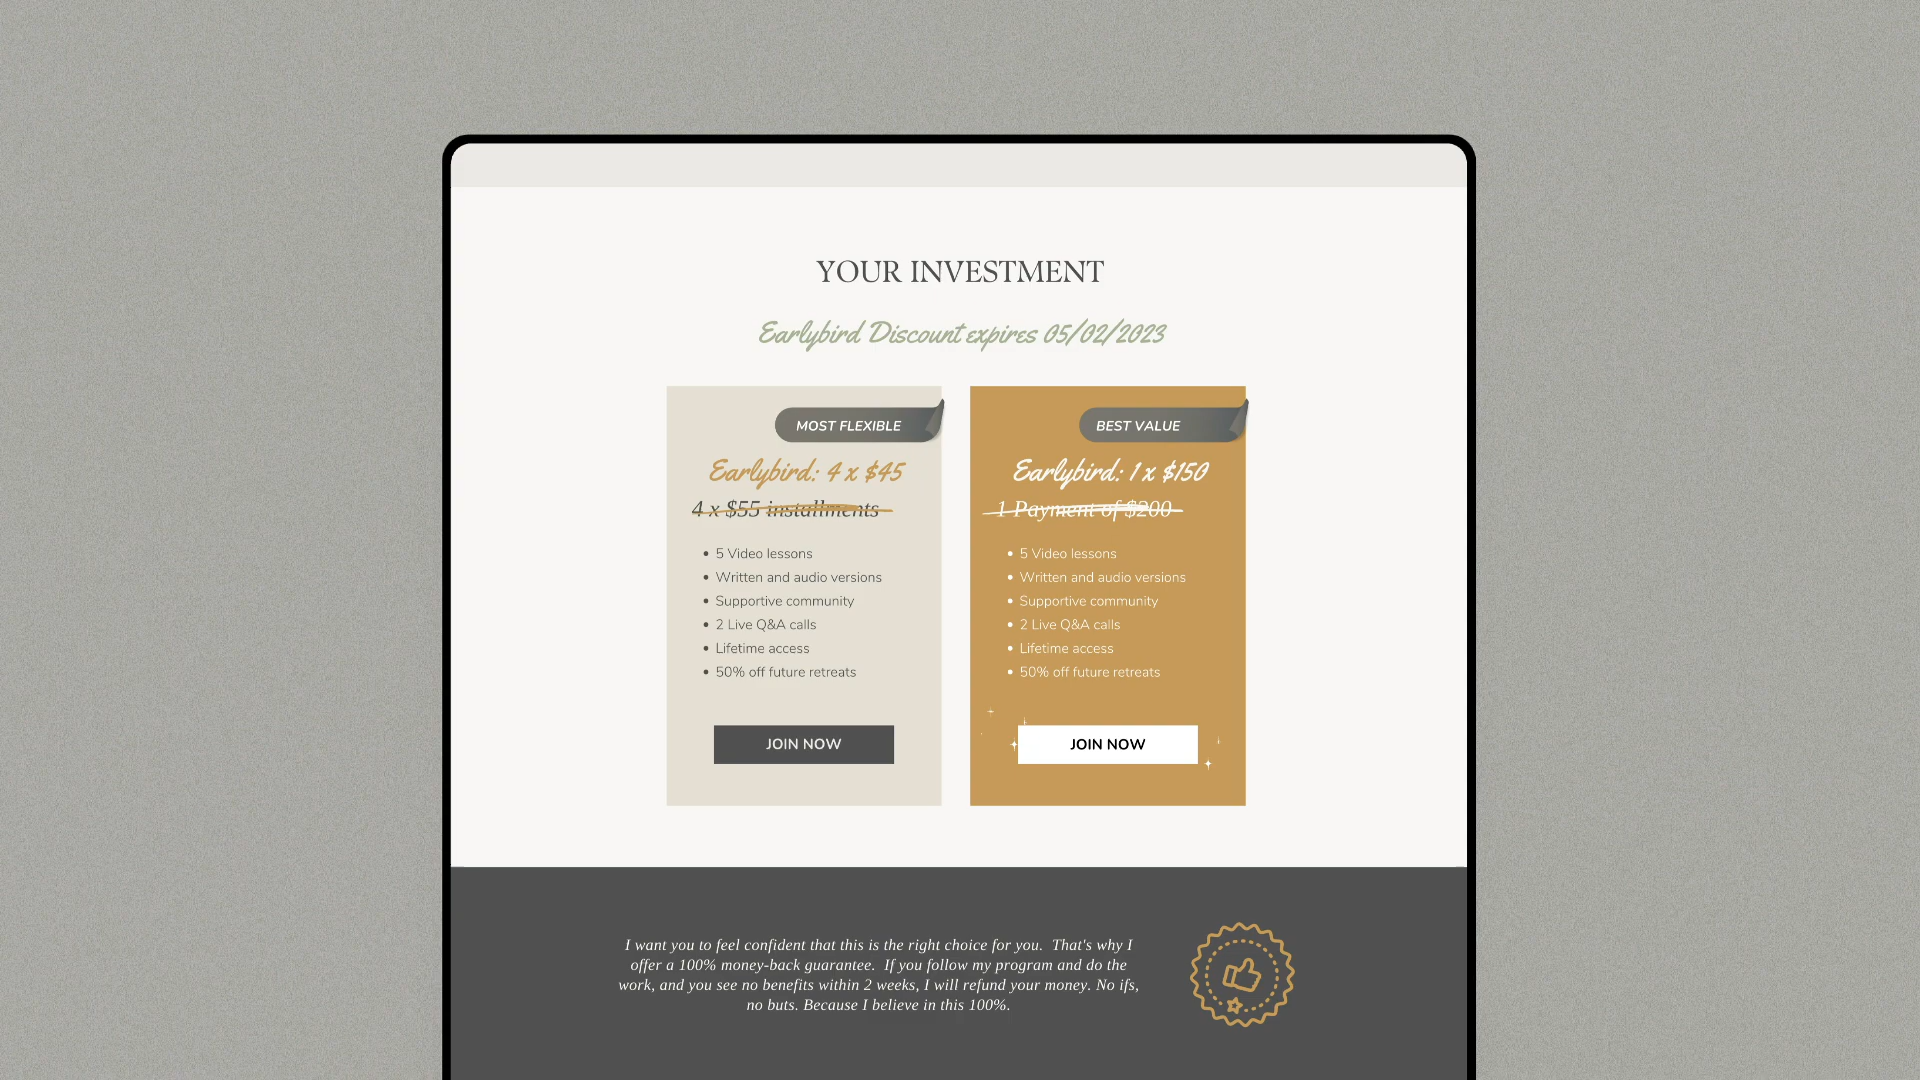 YOUR INVESTMENT
Earlybird Discount expires 05/02/2023
MOST FLEXIBLE
Earlybird: 4 x $45
4 x $55 installments
• 5 Video lessons
• Written and audio versions
• Supportive community
• 2 Live Q&A calls
• Lifetime access
• 50% off future retreats
JOIN NOW
BEST VALUE
Earlybird: 1 x $150
1 Payment of $200
• 5 Video lessons
• Written and audio versions
• Supportive community
• 2 Live Q&A calls
• Lifetime access
• 50% off future retreats
JOIN NOW
I want you to feel confident that this is the right choice for you. That's why I
offer a 100% money-back guarantee. If you follow my program and do the
work, and you see no benefits within 2 weeks, I will refund your money. No ifs,
no buts. Because I believe in this 100%.